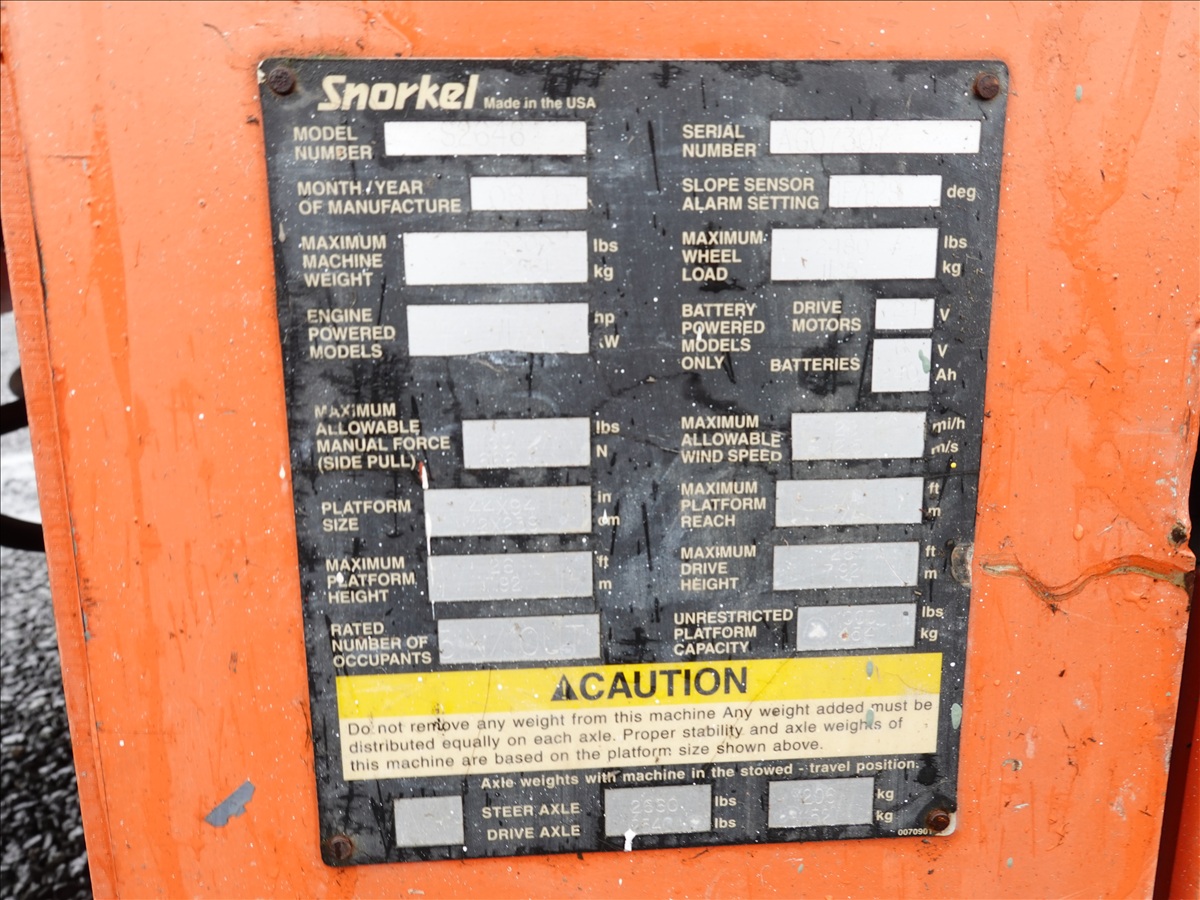 Snorkel Made in the USA
MODEL
NUMBER
SERIAL
NUMBER
MONTH/YEAR
OF MANUFACTURE
SLOPE SENSOR
ALARM SETTING
deg
MAXIMUM
MACHINE
WEIGHT
lbs
kg
MAXIMUM
WHEEL
LOAD
lbs
kg
ENGINE
POWERED
MODELS
hp
kW
BATTERY
POWERED
MODELS
ONLY
DRIVE
MOTORS
V
BATTERIES
V
Ah
MAXIMUM
ALLOWABLE
MANUAL FORCE
(SIDE PULL)
lbs
N
MAXIMUM
ALLOWABLE
WIND SPEED
mi/h
m/s
PLATFORM
SIZE
in
cm
MAXIMUM
PLATFORM
REACH
ft
m
MAXIMUM
PLATFORM
HEIGHT
ft
m
MAXIMUM
DRIVE
HEIGHT
ft
m
RATED
NUMBER OF
OCCUPANTS
UNRESTRICTED
PLATFORM
CAPACITY
lbs
kg
CAUTION
Do not remove any weight from this machine Any weight added must be
distributed equally on each axle. Proper stability and axle weights of
this machine are based on the platform size shown above.
Axle weights with machine in the stowed - travel position.
STEER AXLE
lbs
kg
DRIVE AXLE
lbs
kg